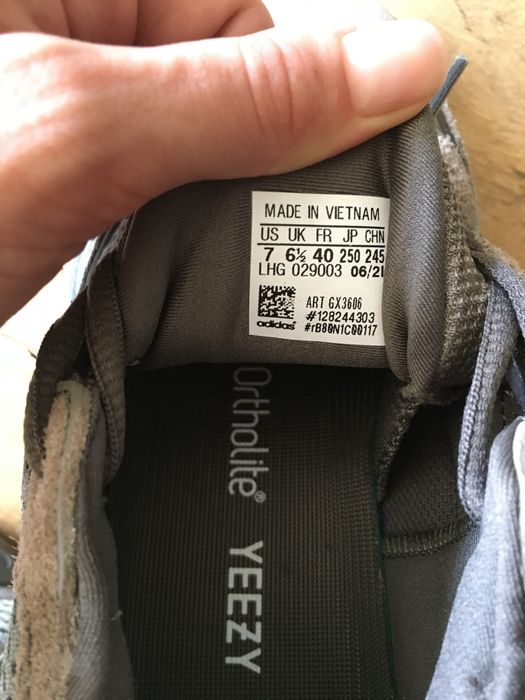 MADE IN VIETNAM
US UK FR JP CHN
7 6½ 40 250 245
LHG 029003 06/21
ART GX3606
#128244303
adidas® #rB80N1C00117
Ortholite® YEEZY